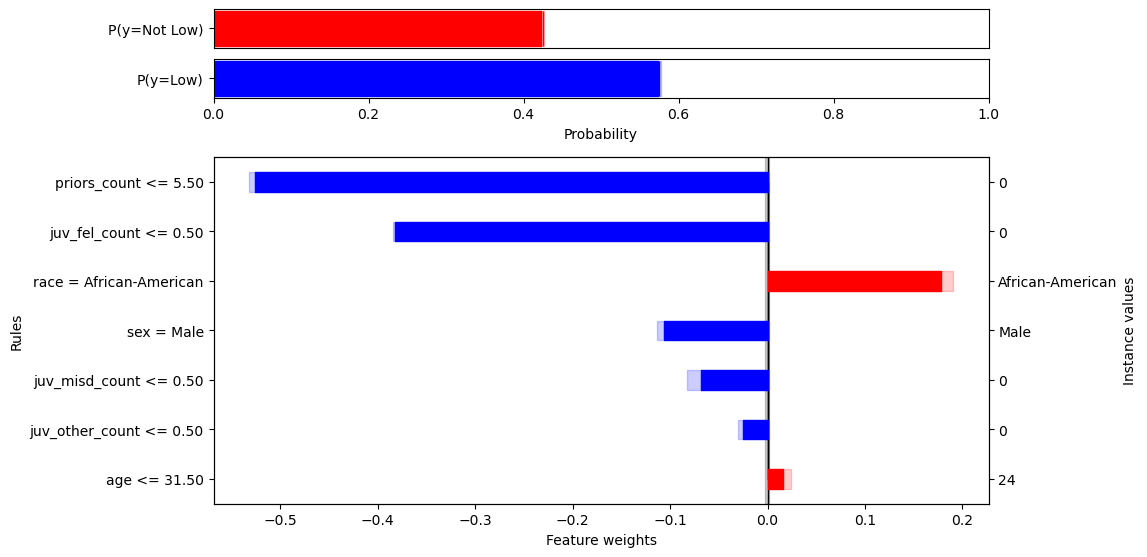 P(y=Not Low)
P(y=Low)
0.0 0.2 0.4 0.6 0.8 1.0
Probability
priors_count <= 5.50 0
juv_fel_count <= 0.50 0
race = African-American African-American
sex = Male Male
juv_misd_count <= 0.50 0
juv_other_count <= 0.50 0
age <= 31.50 24
Rules
Instance values
−0.5 −0.4 −0.3 −0.2 −0.1 0.0 0.1 0.2
Feature weights